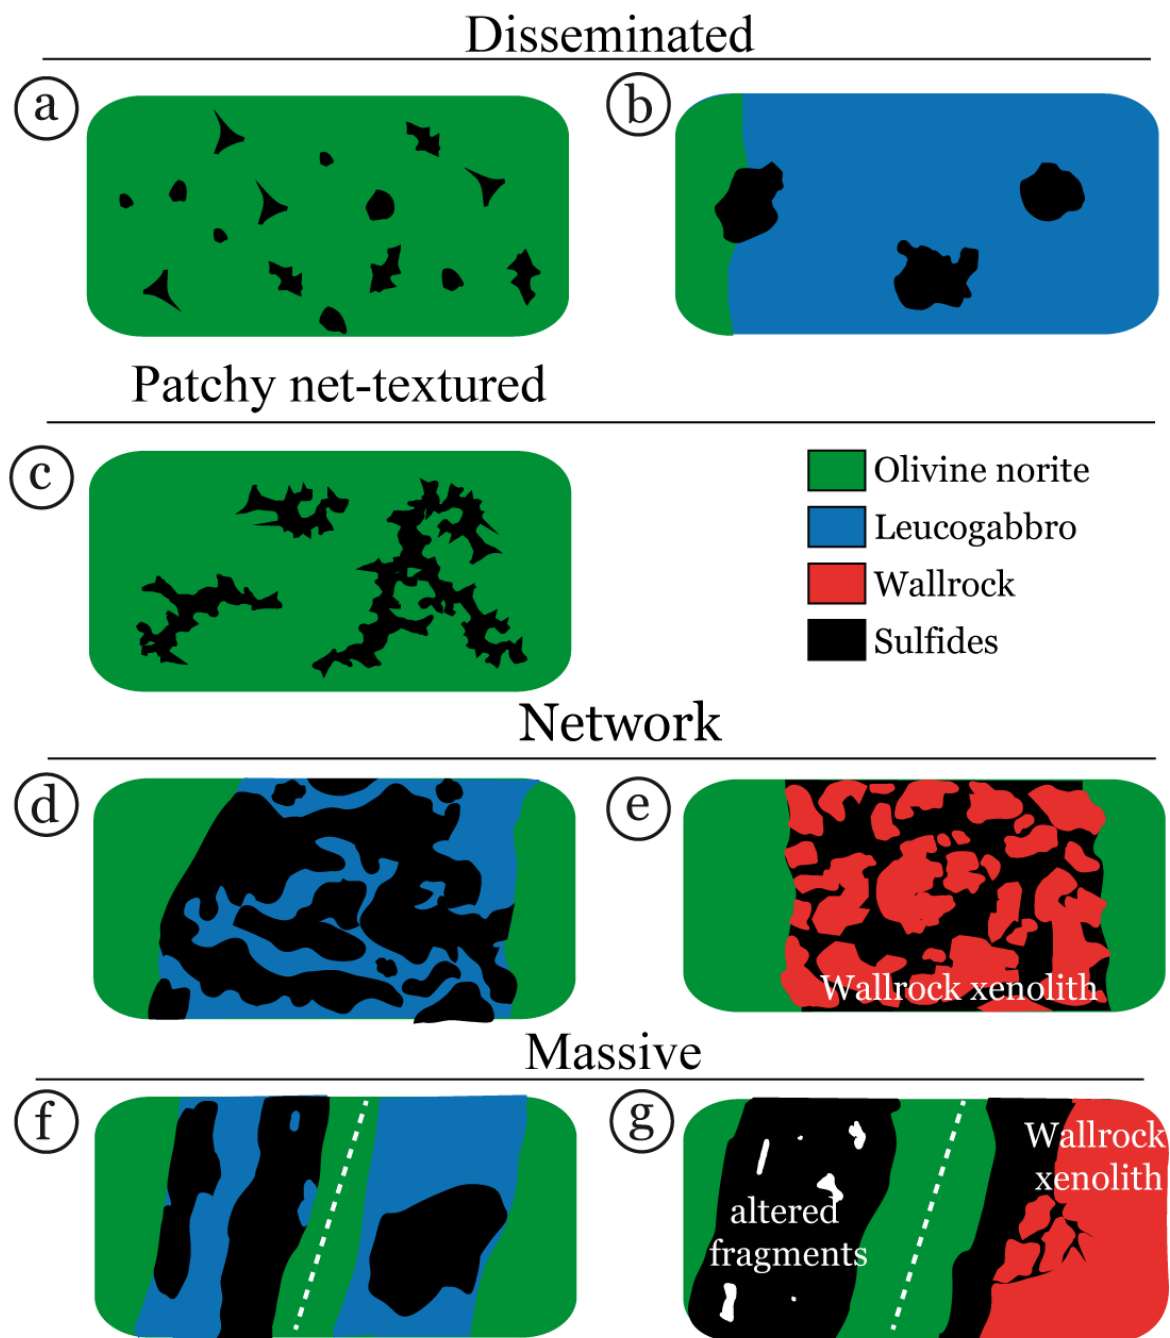 Disseminated
a
b
Patchy net-textured
c
Olivine norite
Leucogabbro
Wallrock
Sulfides
Network
d
e
Wallrock xenolith
Massive
f
g
Wallrock
xenolith
altered
fragments